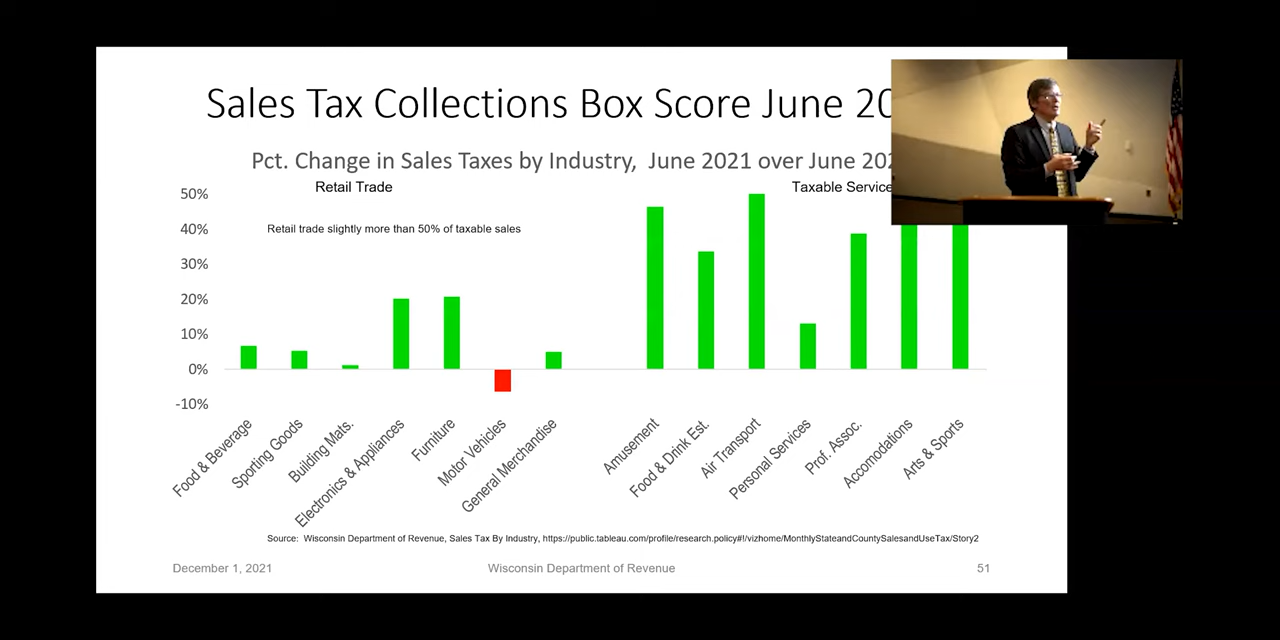 Sales Tax Collections Box Score June 20
Pct. Change in Sales Taxes by Industry, June 2021 over June 202
Retail Trade
Taxable Service
Retail trade slightly more than 50% of taxable sales
50%
40%
30%
20%
10%
0%
-10%
Food & Beverage
Sporting Goods
Building Mats.
Electronics & Appliances
Furniture
Motor Vehicles
General Merchandise
Amusement
Food & Drink Est.
Air Transport
Personal Services
Prof. Assoc.
Accomodations
Arts & Sports
Source: Wisconsin Department of Revenue, Sales Tax By Industry, https://public.tableau.com/profile/research.policy#!/vizhome/MonthlyStateandCountySalesandUseTax/Story2
December 1, 2021
Wisconsin Department of Revenue
51